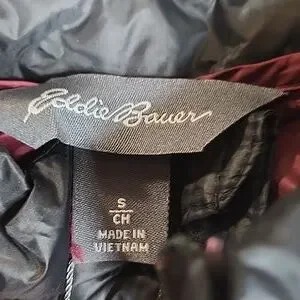 Eddie Bauer
S
CH
MADE IN
VIETNAM